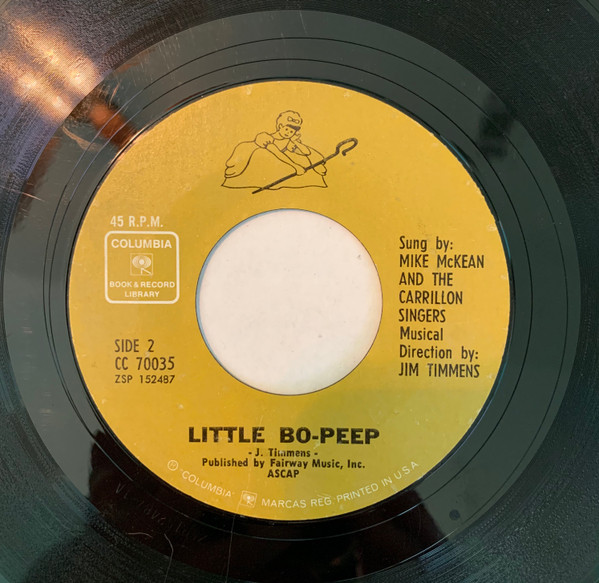 45 R.P.M.
COLUMBIA
BOOK & RECORD
LIBRARY
SIDE 2
CC 70035
ZSP 152487
Sung by:
MIKE McKEAN
AND THE
CARRILLON
SINGERS
Musical
Direction by:
JIM TIMMENS
LITTLE BO-PEEP
- J. Timmens -
Published by Fairway Music, Inc.
ASCAP
© "COLUMBIA" MARCAS REG. PRINTED IN U.S.A.